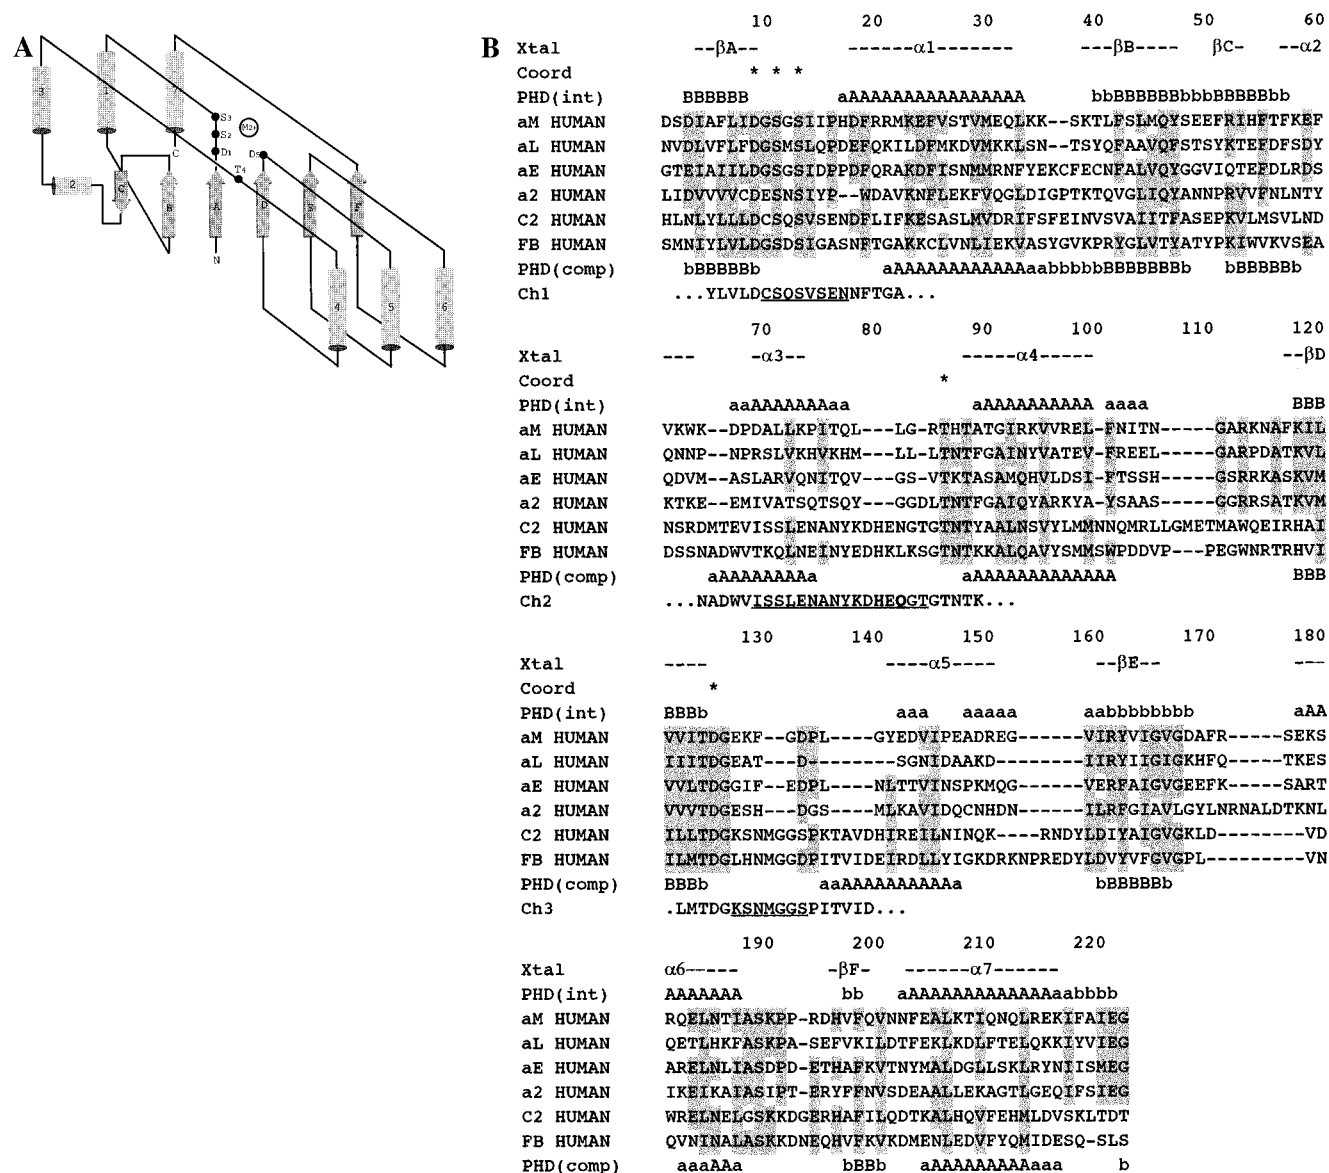 A
3
1
7
S3
S2
M2+
D1
D5
C
T4
2
C
B
A
D
E
F
N
4
5
6
B
10 20 30 40 50 60
Xtal --βA-- -----α1------- ---βB---- βC- --α2
Coord * * *
PHD(int) BBBBBB aAAAAAAAAAAAAAAAA bbBBBBBBbbbBBBBBBb
aM HUMAN DSDIAFLIDGSGSIIPHDFRRMKEFVSTVMEQLKK--SKTLFSLMQYSEEFRIHFTFKEF
aL HUMAN NVDLVFLFDGSMSLQPDEFQKILDFMKDVMKKLSN--TSYQFAAVQFSTSYKTEFDFSDY
aE HUMAN GTEIAIILDGSGSIDPPDFQRAKDFISNMMRNFYEKCFECNFALVQYGGVIQTEFDLRDS
a2 HUMAN LIDVVVVCDESNSIYP--WDAVKNFLEKFVQGLDIGPTKTQVGLIQYANNPRVVFNLNTY
C2 HUMAN HLNLYLLLDCSQSVSENDFLIFKESASLMVDRIFSFEINVSVAIITFASEPKVLMSVLND
FB HUMAN SMNIYLVLDGSDSIGASNFTGAKKCLVNLIEKVASYGVKPRYGLVTYATYPKIWVKVSEA
PHD(comp) bBBBBBb aAAAAAAAAAAAAaabbbbbBBBBBBBb bBBBBBb
Ch1 ...YLVLDCSQSVSENNFTGA...
70 80 90 100 110 120
Xtal --- -α3-- -----α4----- --βD
Coord *
PHD(int) aaAAAAAAAaa aAAAAAAAAAA aaaa BBB
aM HUMAN VKWK--DPDALLKPITQL---LG-RTHTATGIRKVVREL-FNITN-----GARKNAFKIL
aL HUMAN QNNP--NPRSLVKHVKHM---LL-LTNTFGAINYVATEV-FREEL-----GARPDATKVL
aE HUMAN QDVM--ASLARVQNITQV---GS-VTKTASAMQHVLDSI-FTSSH-----GSRRKASKVM
a2 HUMAN KTKE--EMIVATSQTSQY---GGDLTNTFGAIQYARKYA-YSAAS-----GGRRSATKVM
C2 HUMAN NSRDMTEVISSLENANYKDHENGTGTNTYAALNSVYLMMNNQMRLLGMETMAWQEIRHAI
FB HUMAN DSSNADWVTKQLNEINYEDHKLKSGTNTKKALQAVYSMMSWPDDVP---PEGWNRTRHVI
PHD(comp) aAAAAAAAAa aAAAAAAAAAAAAA BBB
Ch2 ...NADWVISSLENANYKDHEQGTGTNTK...
130 140 150 160 170 180
Xtal ---- ----α5---- --βE-- ---
Coord *
PHD(int) BBBb aaa aaaaa aabbbbbbbb aAA
aM HUMAN VVITDGEKF--GDPL----GYEDVIPEADREG------VIRYVIGVGDAFR-----SEKS
aL HUMAN IIITDGEAT---D--------SGNIDAAKD--------IIRYIIGIGKHFQ-----TKES
aE HUMAN VVLTDGGIF--EDPL----NLTTVINSPKMQG------VERFAIGVGEEFK-----SART
a2 HUMAN VVVTDGESH--DGS-----MLKAVIDQCNHDN------ILRFGIAVLGYLNRNALDTKNL
C2 HUMAN ILLTDGKSNMGGSPKTAVDHIREILNINQK----RNDYLDIYAIGVGKLD--------VD
FB HUMAN ILMTDGLHNMGGDPITVIDEIRDLLYIGKDRKNPREDYLDVYVFGVGPL---------VN
PHD(comp) BBBb aaAAAAAAAAAAa bBBBBBb
Ch3 .LMTDGKSNMGGSPITVID...
190 200 210 220
Xtal α6----- -βF- ------α7------
PHD(int) AAAAAAA bb aAAAAAAAAAAAAAAaabbbb
aM HUMAN RQELNTIASKPP-RDHVFQVNNFEALKTIQNQLREKIFAIEG
aL HUMAN QETLHKFASKPA-SEFVKILDTFEKLKDLFTELQKKIYVIEG
aE HUMAN ARELNLIASDPD-ETHAFKVTNYMALDGLLSKLRYNIISMEG
a2 HUMAN IKEIKAIASIPT-ERYFFNVSDEAALLEKAGTLGEQIFSIEG
C2 HUMAN WRELNELGSKKDGERHAFILQDTKALHQVFEHMLDVSKLTDT
FB HUMAN QVNINALASKKDNEQHVFKVKDMENLEDVFYQMIDESQ-SLS
PHD(comp) aaaAAa bBBb aAAAAAAAAAaaa b